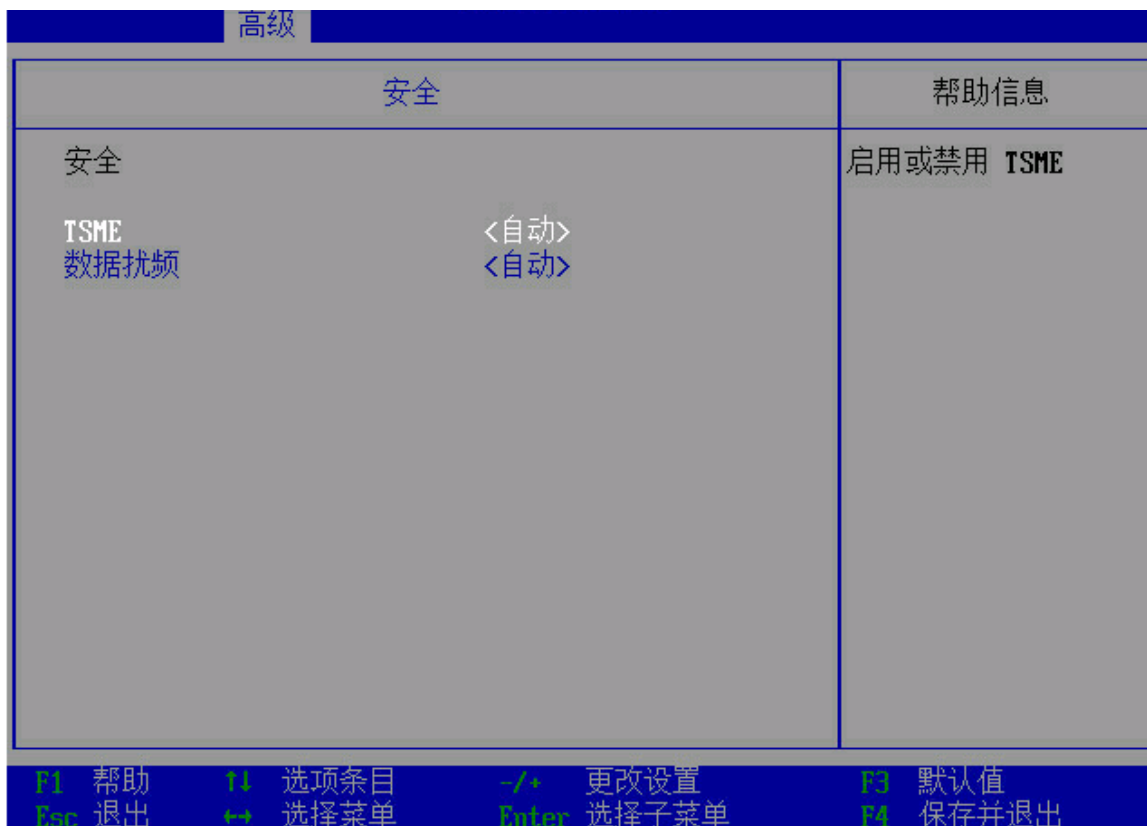 高级
安全
帮助信息
安全
启用或禁用 TSME
TSME <自动>
数据扰频 <自动>
F1 帮助 ↑↓ 选项条目 -/+ 更改设置 F3 默认值
Esc 退出 ←→ 选择菜单 Enter 选择子菜单 F4 保存并退出